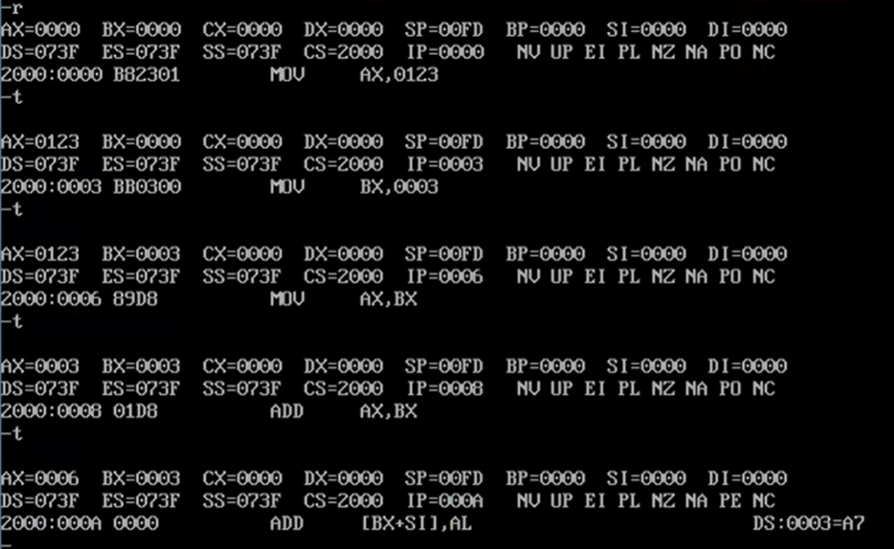 -r
AX=0000 BX=0000 CX=0000 DX=0000 SP=00FD BP=0000 SI=0000 DI=0000
DS=073F ES=073F SS=073F CS=2000 IP=0000 NV UP EI PL NZ NA PO NC
2000:0000 B82301 MOV AX,0123
-t
AX=0123 BX=0000 CX=0000 DX=0000 SP=00FD BP=0000 SI=0000 DI=0000
DS=073F ES=073F SS=073F CS=2000 IP=0003 NV UP EI PL NZ NA PO NC
2000:0003 BB0300 MOV BX,0003
-t
AX=0123 BX=0003 CX=0000 DX=0000 SP=00FD BP=0000 SI=0000 DI=0000
DS=073F ES=073F SS=073F CS=2000 IP=0006 NV UP EI PL NZ NA PO NC
2000:0006 89D8 MOV AX,BX
-t
AX=0003 BX=0003 CX=0000 DX=0000 SP=00FD BP=0000 SI=0000 DI=0000
DS=073F ES=073F SS=073F CS=2000 IP=0008 NV UP EI PL NZ NA PO NC
2000:0008 01D8 ADD AX,BX
-t
AX=0006 BX=0003 CX=0000 DX=0000 SP=00FD BP=0000 SI=0000 DI=0000
DS=073F ES=073F SS=073F CS=2000 IP=000A NV UP EI PL NZ NA PE NC
2000:000A 0000 ADD [BX+SI],AL DS:0003=A7
-